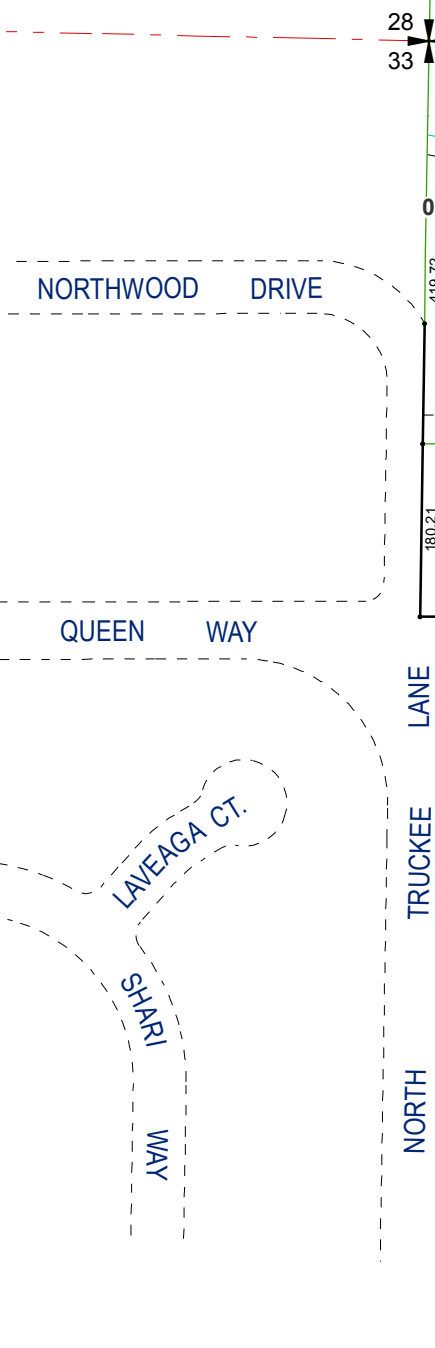 28
33
0
419.72
NORTHWOOD DRIVE
180.21
QUEEN WAY
LAVEAGA CT.
SHARI WAY
NORTH TRUCKEE LANE